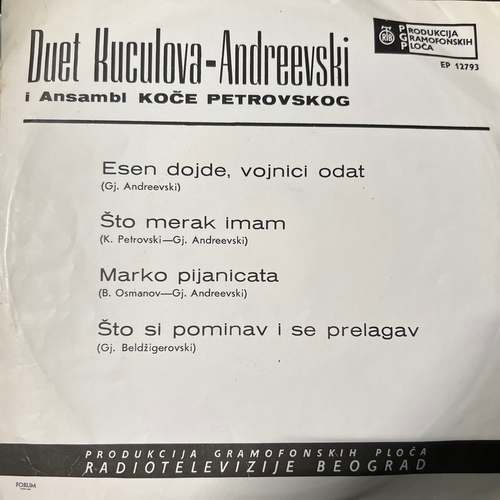 Duet Kuculova-Andreevski
i Ansambl KOČE PETROVSKOG
RTB
PGP
PRODUKCIJA
GRAMOFONSKIH
PLOČA
EP 12793
Esen dojde, vojnici odat
(Gj. Andreevski)
Što merak imam
(K. Petrovski—Gj. Andreevski)
Marko pijanicata
(B. Osmanov—Gj. Andreevski)
Što si pominav i se prelagav
(Gj. Beldžigerovski)
PRODUKCIJA GRAMOFONSKIH PLOČA
RADIOTELEVIZIJE BEOGRAD
FORUM